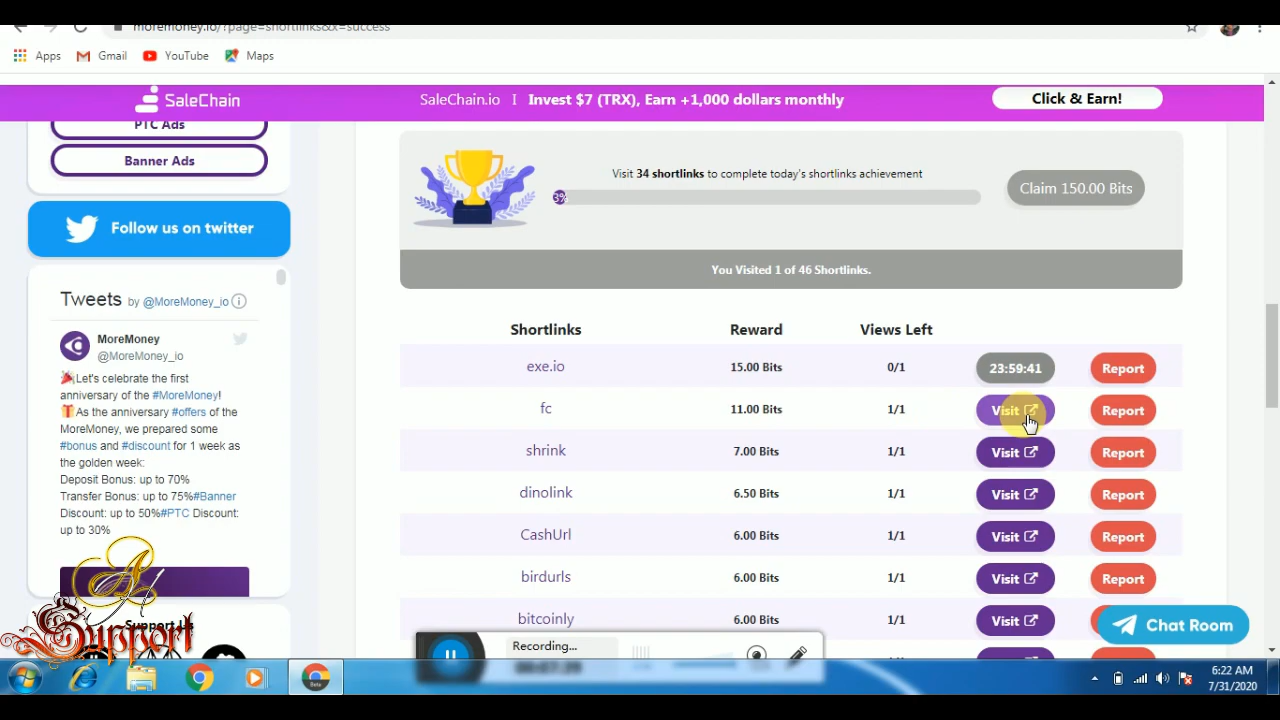 moremoney.io/?page=shortlinks&x=success
Apps Gmail YouTube Maps
SaleChain SaleChain.io I Invest $7 (TRX), Earn +1,000 dollars monthly Click & Earn!
PTC Ads
Banner Ads
Follow us on twitter
Tweets by @MoreMoney_io
MoreMoney
@MoreMoney_io
🎉Let's celebrate the first
anniversary of the #MoreMoney!
🎁As the anniversary #offers of the
MoreMoney, we prepared some
#bonus and #discount for 1 week as
the golden week:
Deposit Bonus: up to 70%
Transfer Bonus: up to 75%#Banner
Discount: up to 50%#PTC Discount:
up to 30%
Support Us
A
Support
Visit 34 shortlinks to complete today's shortlinks achievement
3%
Claim 150.00 Bits
You Visited 1 of 46 Shortlinks.
Shortlinks Reward Views Left
exe.io 15.00 Bits 0/1 23:59:41 Report
fc 11.00 Bits 1/1 Visit Report
shrink 7.00 Bits 1/1 Visit Report
dinolink 6.50 Bits 1/1 Visit Report
CashUrl 6.00 Bits 1/1 Visit Report
birdurls 6.00 Bits 1/1 Visit Report
bitcoinly 6.00 Bits 1/1 Visit
Chat Room
Recording...
Beta
6:22 AM
7/31/2020